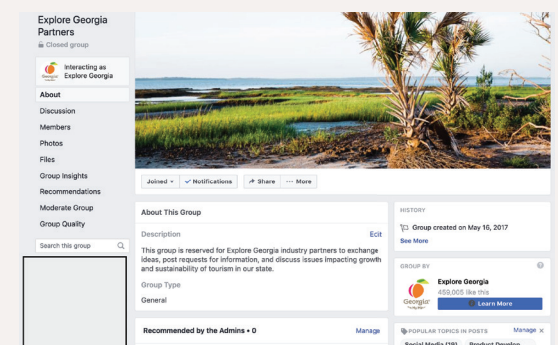 Explore Georgia
Partners
Closed group
Interacting as
Explore Georgia
About
Discussion
Members
Photos
Files
Group Insights
Recommendations
Moderate Group
Group Quality
Search this group
Joined
Notifications
Share
More
About This Group
Description
Edit
This group is reserved for Explore Georgia industry partners to exchange
ideas, post requests for information, and discuss issues impacting growth
and sustainability of tourism in our state.
Group Type
General
Recommended by the Admins • 0
Manage
HISTORY
Group created on May 16, 2017
See More
GROUP BY
Georgia
Explore Georgia
459,005 like this
Learn More
POPULAR TOPICS IN POSTS
Manage
Social Media (19)
Product Develop